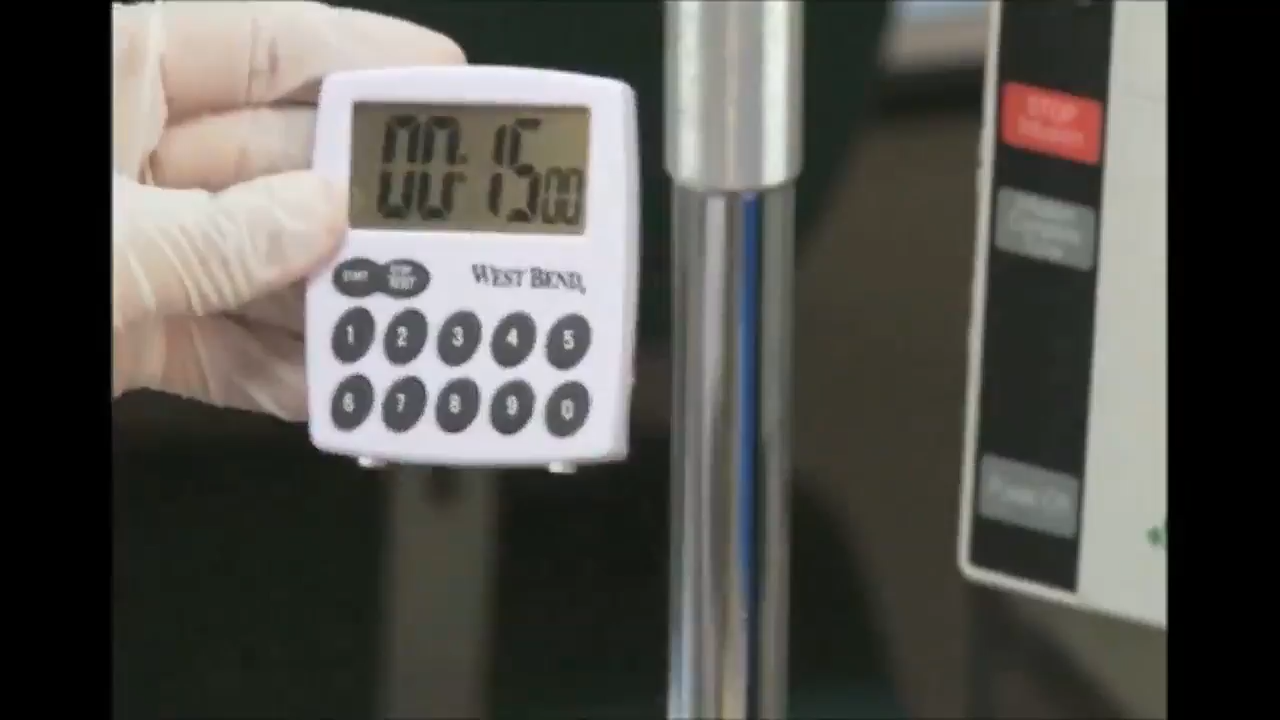 00:15 00
START
STOP
RESET
WEST BEND
1 2 3 4 5
6 7 8 9 0
STOP